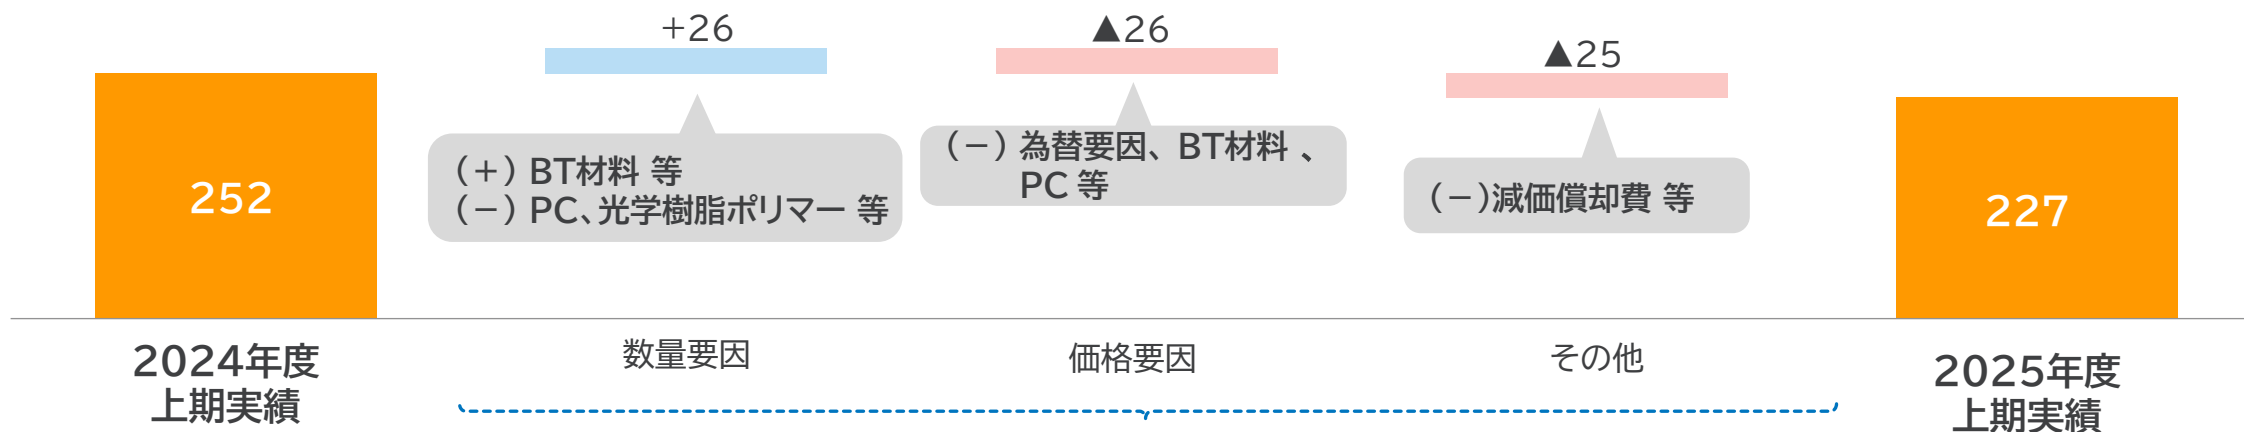 +26
▲26
▲25
252
(+) BT材料 等
(-) PC、光学樹脂ポリマー 等
(-) 為替要因、BT材料 、
PC 等
(-)減価償却費 等
227
2024年度
上期実績
数量要因
価格要因
その他
2025年度
上期実績